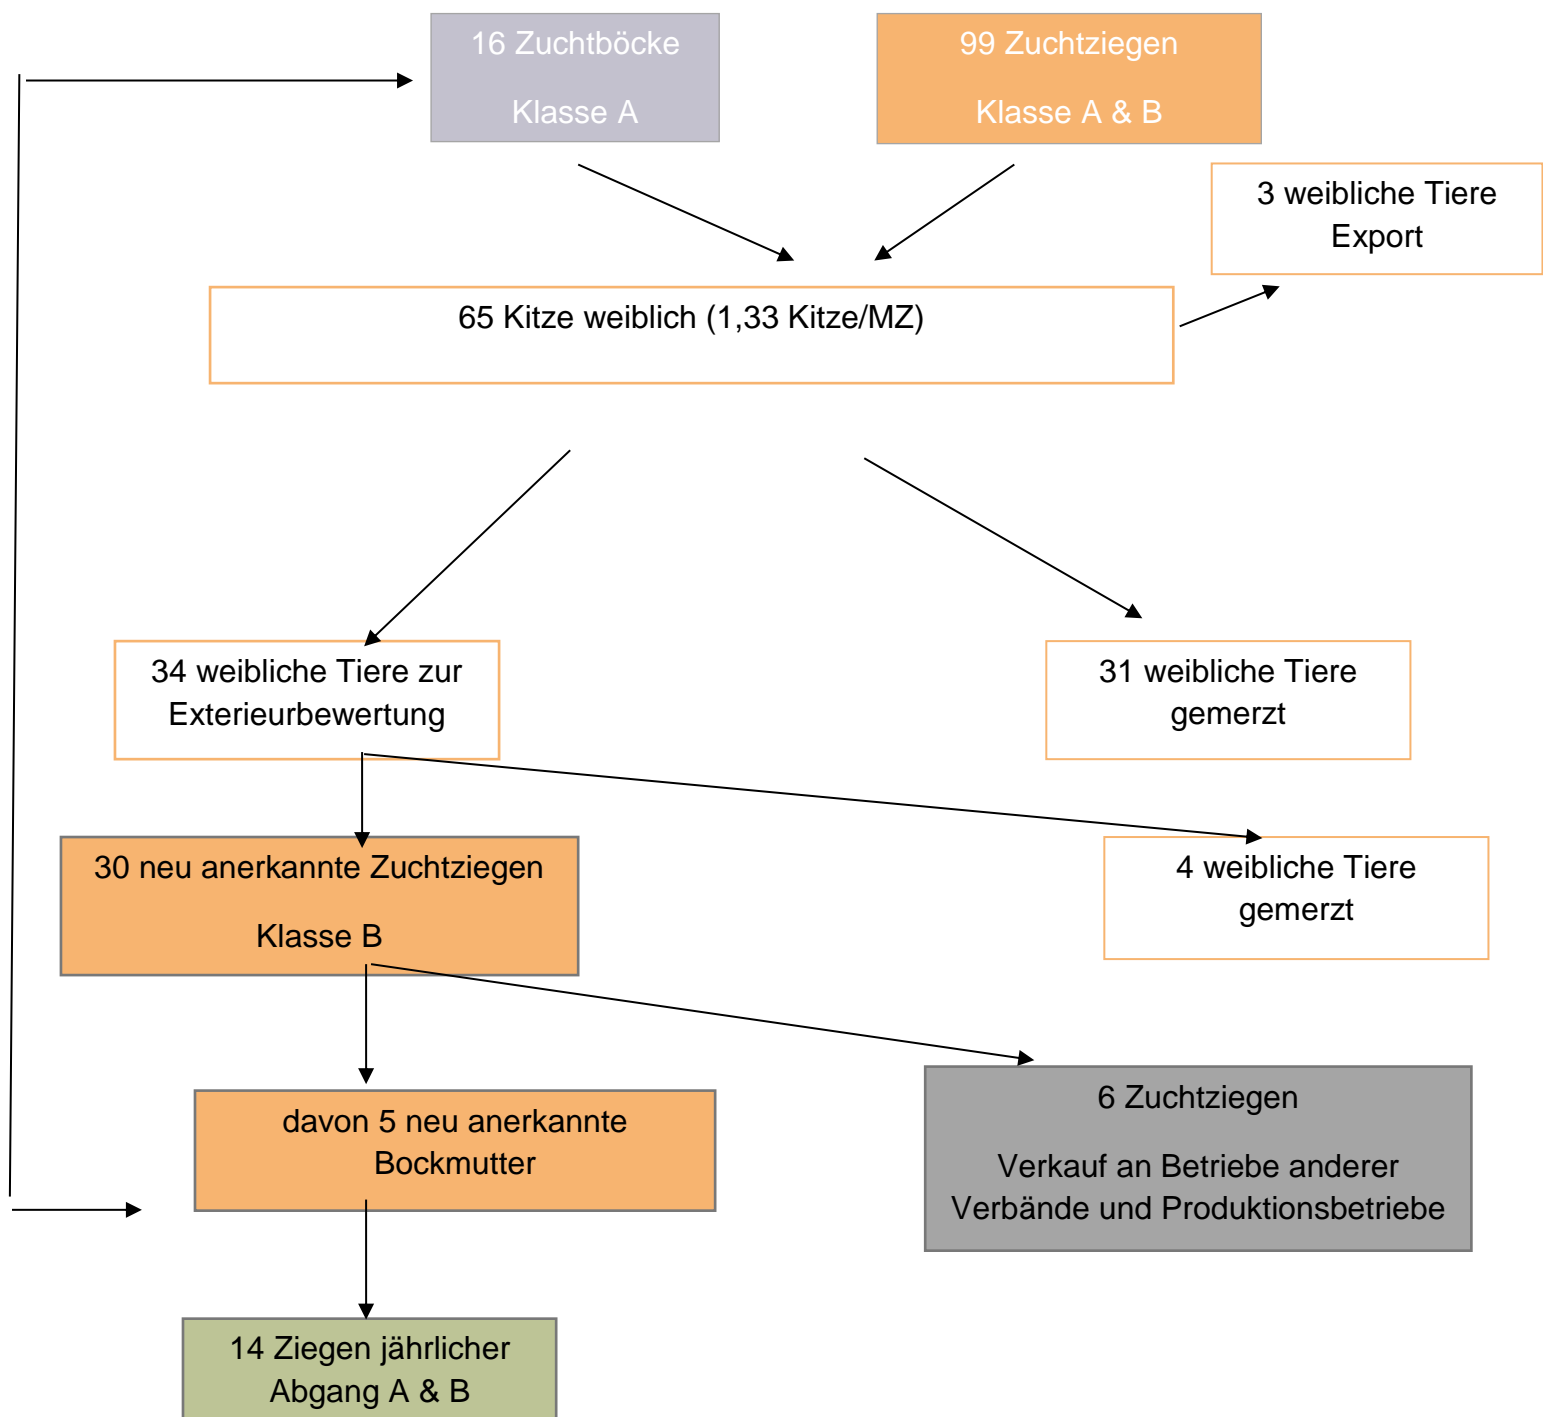 16 Zuchtböcke
Klasse A
99 Zuchtziegen
Klasse A & B
3 weibliche Tiere
Export
65 Kitze weiblich (1,33 Kitze/MZ)
34 weibliche Tiere zur
Exterieurbewertung
31 weibliche Tiere
gemerzt
30 neu anerkannte Zuchtziegen
Klasse B
4 weibliche Tiere
gemerzt
davon 5 neu anerkannte
Bockmutter
6 Zuchtziegen
Verkauf an Betriebe anderer
Verbände und Produktionsbetriebe
14 Ziegen jährlicher
Abgang A & B